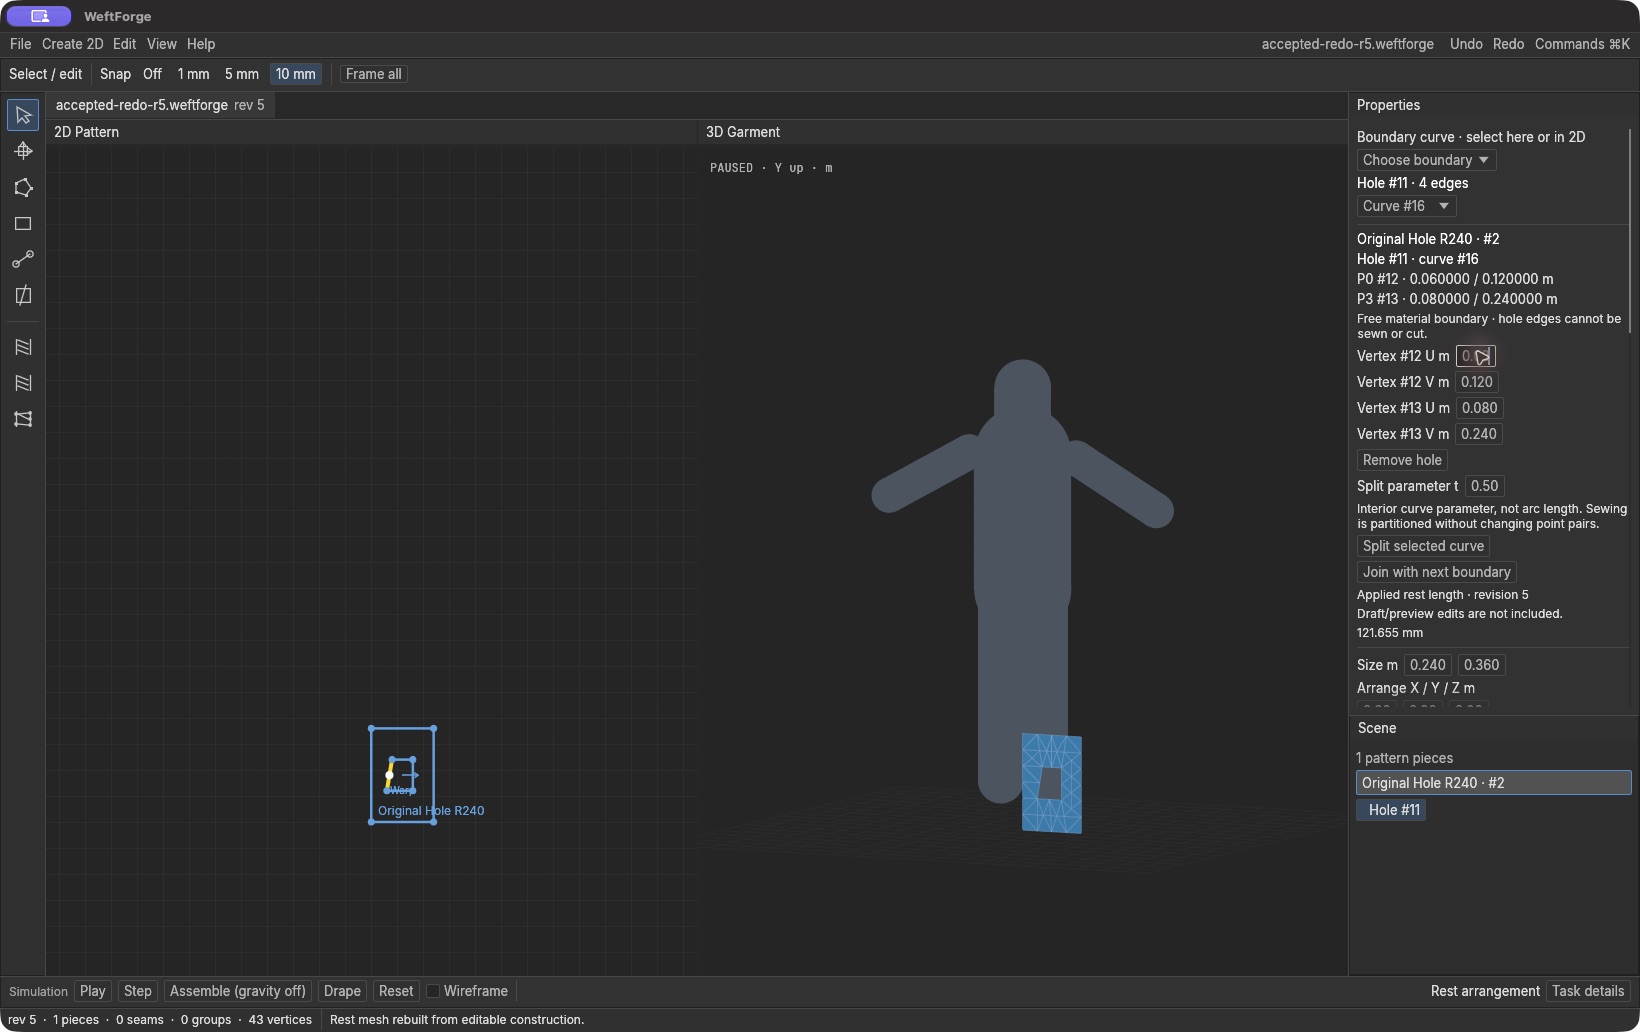 WeftForge
File Create 2D Edit View Help
accepted-redo-r5.weftforge Undo Redo Commands ⌘K
Select / edit Snap Off 1 mm 5 mm 10 mm Frame all
accepted-redo-r5.weftforge rev 5
2D Pattern
Warp
Original Hole R240
3D Garment
PAUSED · Y up · m
Properties
Boundary curve · select here or in 2D
Choose boundary
Hole #11 · 4 edges
Curve #16
Original Hole R240 · #2
Hole #11 · curve #16
P0 #12 · 0.060000 / 0.120000 m
P3 #13 · 0.080000 / 0.240000 m
Free material boundary · hole edges cannot be
sewn or cut.
Vertex #12 U m
Vertex #12 V m 0.120
Vertex #13 U m 0.080
Vertex #13 V m 0.240
Remove hole
Split parameter t 0.50
Interior curve parameter, not arc length. Sewing
is partitioned without changing point pairs.
Split selected curve
Join with next boundary
Applied rest length · revision 5
Draft/preview edits are not included.
121.655 mm
Size m 0.240 0.360
Arrange X / Y / Z m
Scene
1 pattern pieces
Original Hole R240 · #2
Hole #11
Simulation Play Step Assemble (gravity off) Drape Reset Wireframe
Rest arrangement Task details
rev 5 · 1 pieces · 0 seams · 0 groups · 43 vertices Rest mesh rebuilt from editable construction.